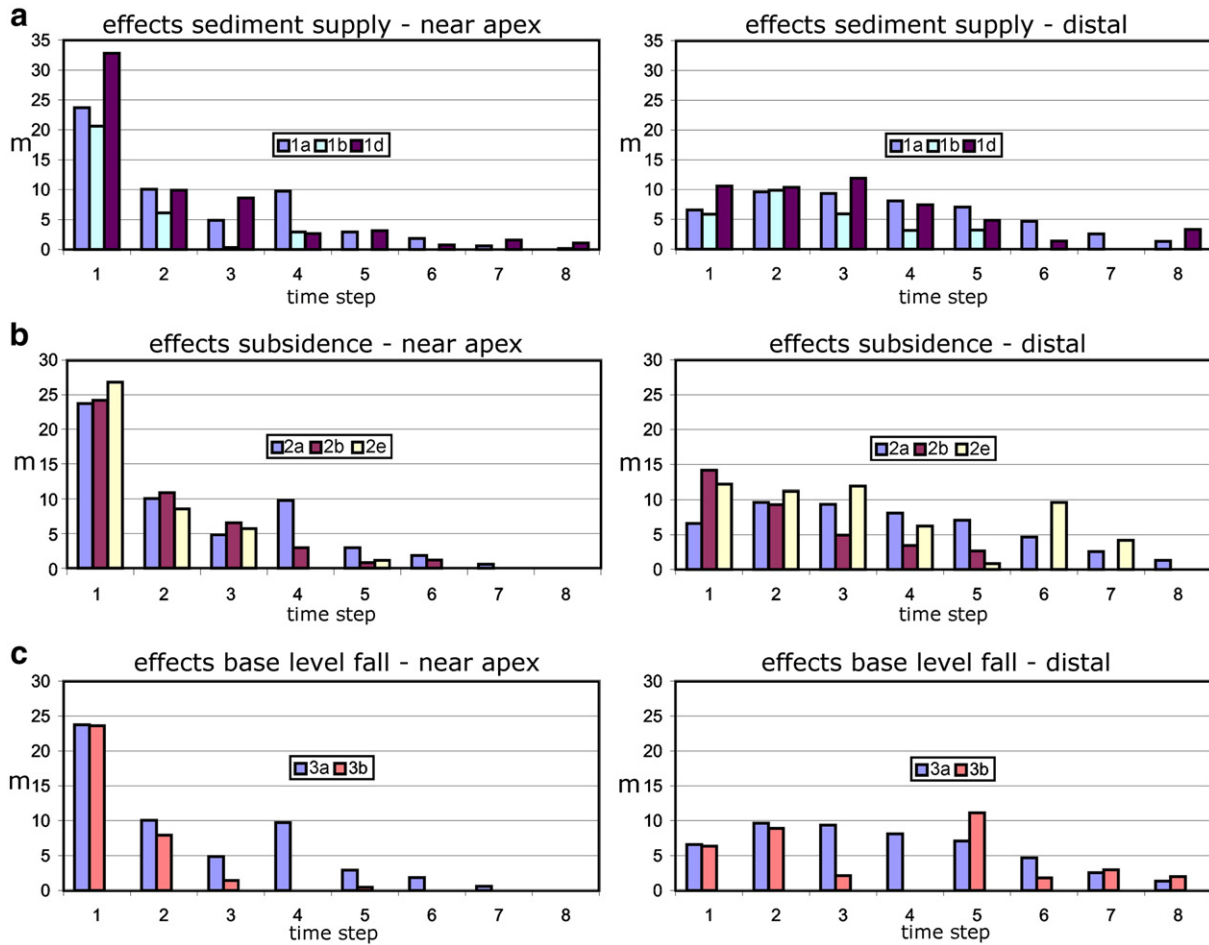 a
effects sediment supply - near apex
35
30
25
20
m
15
10
5
0
1a 1b 1d
1 2 3 4 5 6 7 8
time step
effects sediment supply - distal
35
30
25
20
m
15
10
5
0
1a 1b 1d
1 2 3 4 5 6 7 8
time step
b
effects subsidence - near apex
30
25
20
m
15
10
5
0
2a 2b 2e
1 2 3 4 5 6 7 8
time step
effects subsidence - distal
30
25
20
m
15
10
5
0
2a 2b 2e
1 2 3 4 5 6 7 8
time step
c
effects base level fall - near apex
30
25
20
m
15
10
5
0
3a 3b
1 2 3 4 5 6 7 8
time step
effects base level fall - distal
30
25
20
m
15
10
5
0
3a 3b
1 2 3 4 5 6 7 8
time step